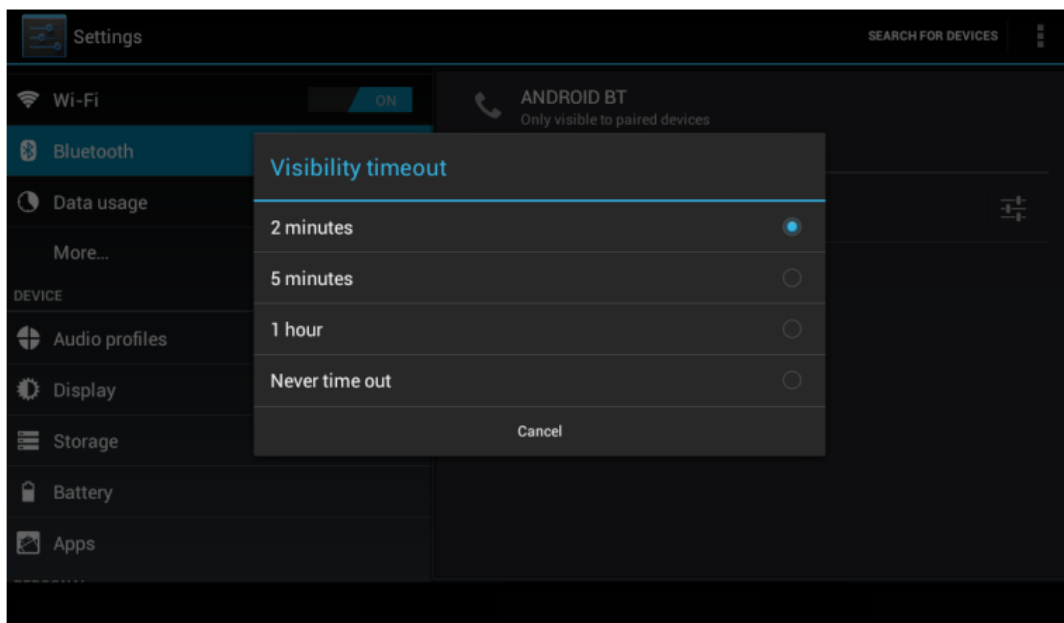 Settings
SEARCH FOR DEVICES
Wi-Fi
ON
ANDROID BT
Only visible to paired devices
Bluetooth
Data usage
More...
DEVICE
Audio profiles
Display
Storage
Battery
Apps
Visibility timeout
2 minutes
5 minutes
1 hour
Never time out
Cancel